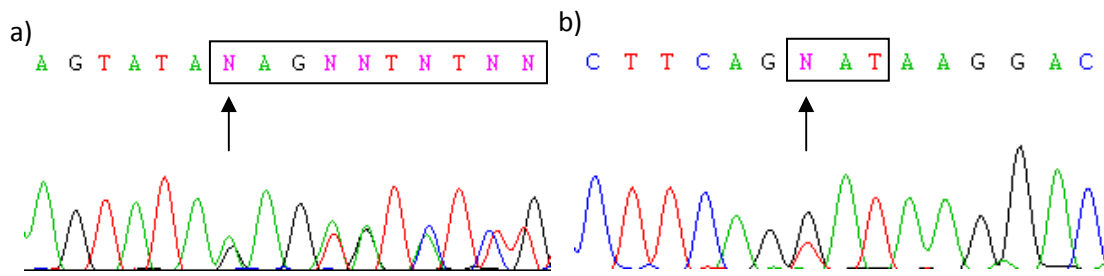 a)
A G T A T A N A G N N T N T N N
b)
C T T C A G N A T A A G G A C